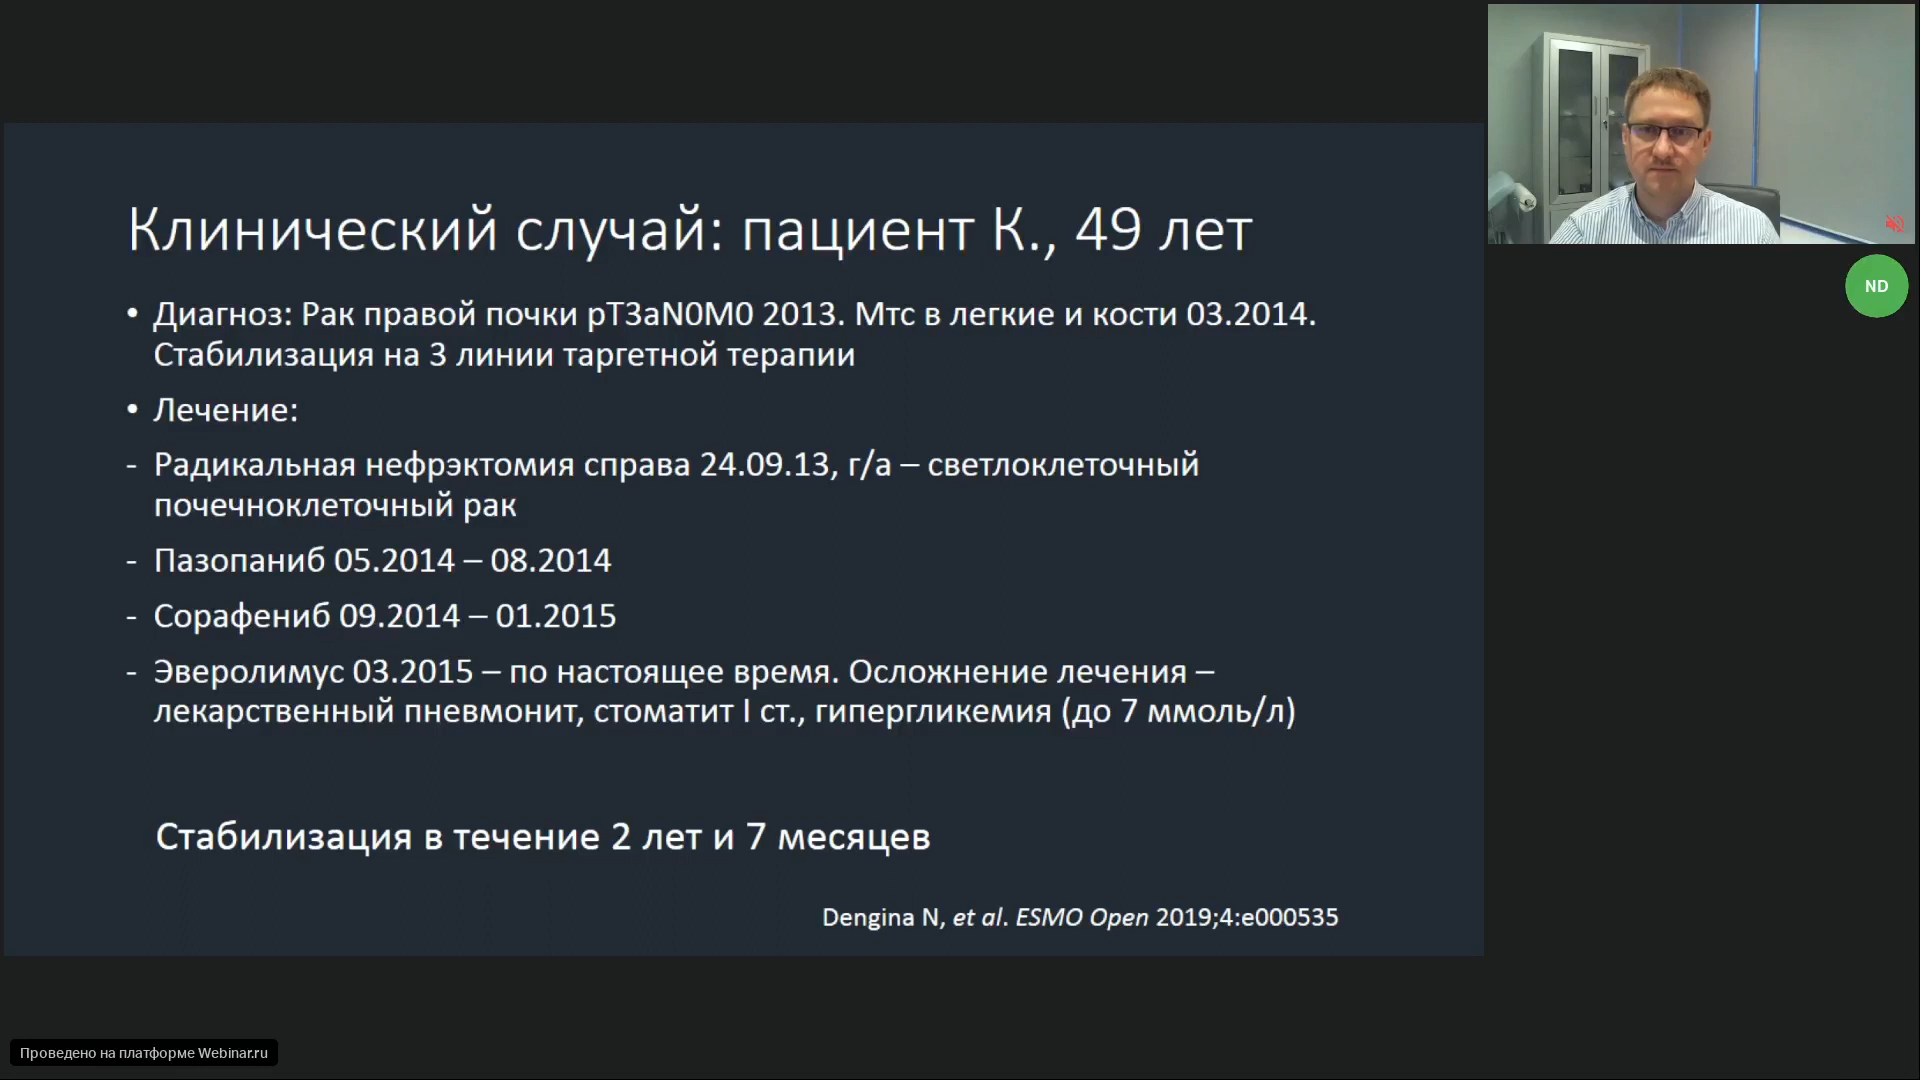 Клинический случай: пациент К., 49 лет
• Диагноз: Рак правой почки pT3aN0M0 2013. Мтс в легкие и кости 03.2014.
Стабилизация на 3 линии таргетной терапии
• Лечение:
- Радикальная нефрэктомия справа 24.09.13, г/а – светлоклеточный
почечноклеточный рак
- Пазопаниб 05.2014 – 08.2014
- Сорафениб 09.2014 – 01.2015
- Эверолимус 03.2015 – по настоящее время. Осложнение лечения –
лекарственный пневмонит, стоматит I ст., гипергликемия (до 7 ммоль/л)
Стабилизация в течение 2 лет и 7 месяцев
Dengina N, et al. ESMO Open 2019;4:e000535
ND
Проведено на платформе Webinar.ru